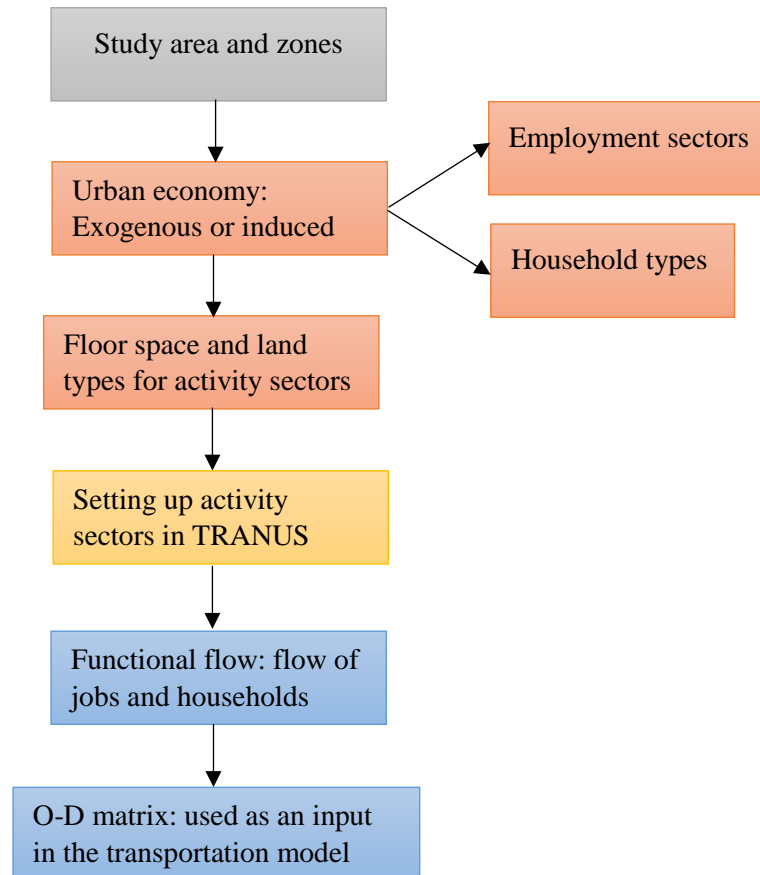 Study area and zones
Employment sectors
Urban economy:
Exogenous or induced
Household types
Floor space and land
types for activity sectors
Setting up activity
sectors in TRANUS
Functional flow: flow of
jobs and households
O-D matrix: used as an input
in the transportation model